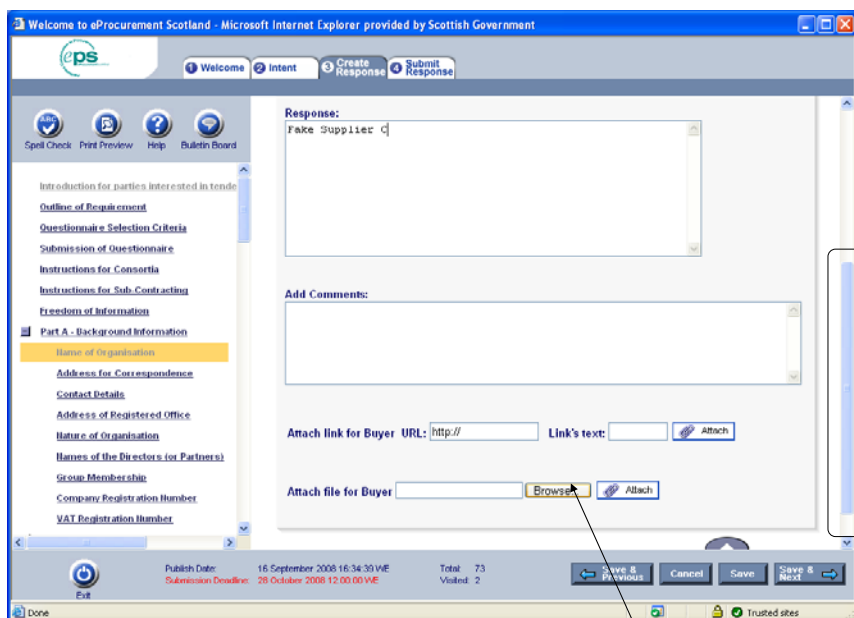 Welcome to eProcurement Scotland - Microsoft Internet Explorer provided by Scottish Government
eps
1 Welcome 2 Intent 3 Create Response 4 Submit Response
ABC
Spell Check Print Preview Help Bulletin Board
Introduction for parties interested in tende
Outline of Requirement
Questionnaire Selection Criteria
Submission of Questionnaire
Instructions for Consortia
Instructions for Sub-Contracting
Freedom of Information
Part A - Background Information
Name of Organisation
Address for Correspondence
Contact Details
Address of Registered Office
Nature of Organisation
Names of the Directors (or Partners)
Group Membership
Company Registration Number
VAT Registration Number
Response:
Fake Supplier C
Add Comments:
Attach link for Buyer URL: http:// Link's text: Attach
Attach file for Buyer Browse... Attach
Exit
Publish Date: 16 September 2008 16:34:39 WE Total: 73
Submission Deadline: 28 October 2008 12:00:00 WE Visited: 2
Save & Previous Cancel Save Save & Next
Done Trusted sites